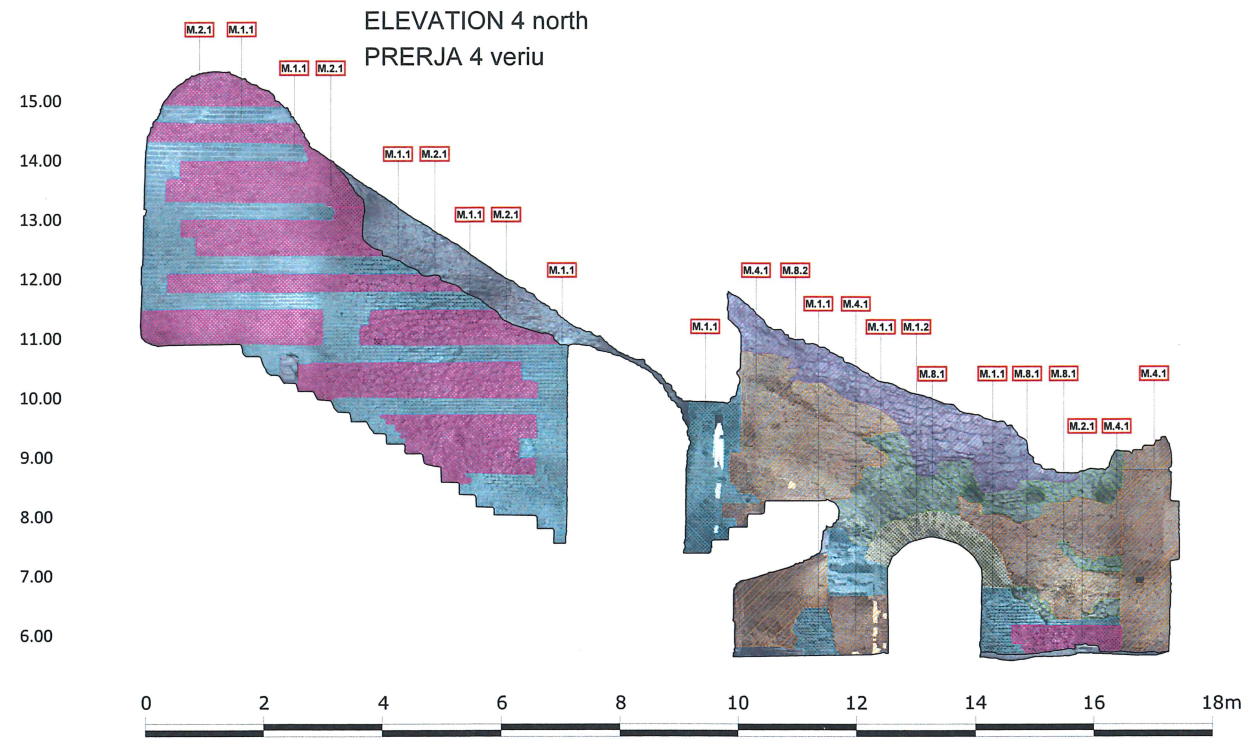 ELEVATION 4 north
PRERJA 4 veriu
M.2.1 M.1.1
M.1.1 M.2.1
M.1.1 M.2.1
M.1.1 M.2.1
M.1.1
M.4.1 M.8.2
M.1.1 M.4.1
M.1.1 M.1.1 M.1.2
M.8.1 M.1.1 M.8.1 M.8.1 M.4.1
M.2.1 M.4.1
15.00
14.00
13.00
12.00
11.00
10.00
9.00
8.00
7.00
6.00
0 2 4 6 8 10 12 14 16 18m